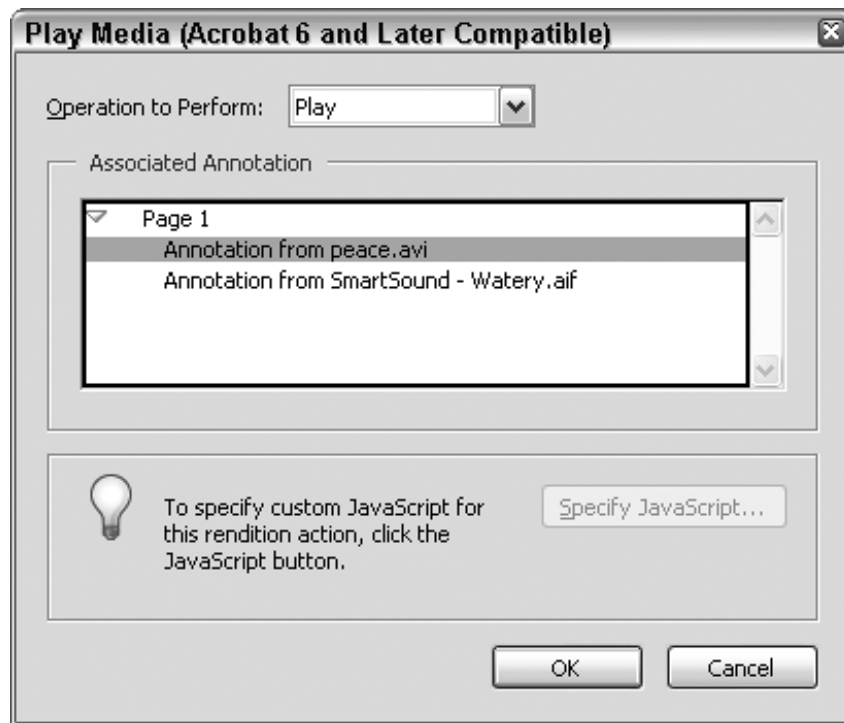 Play Media (Acrobat 6 and Later Compatible)
Operation to Perform: Play
Associated Annotation
Page 1
Annotation from peace.avi
Annotation from SmartSound - Watery.aif
To specify custom JavaScript for
this rendition action, click the
JavaScript button.
Specify JavaScript...
OK Cancel